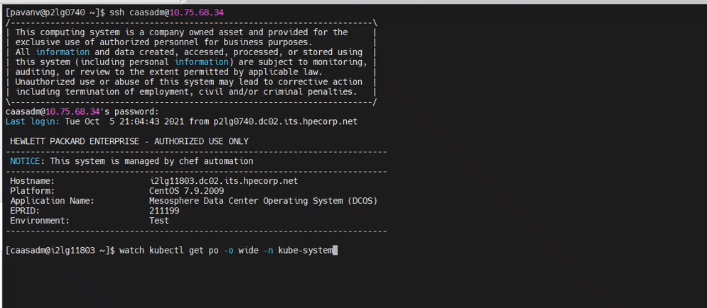 [pavanv@p2lg0740 ~]$ ssh caasadm@10.75.68.34
/---------------------------------------------------------------------\
| This computing system is a company owned asset and provided for the |
| exclusive use of authorized personnel for business purposes. |
| All information and data created, accessed, processed, or stored using |
| this system (including personal information) are subject to monitoring, |
| auditing, or review to the extent permitted by applicable law. |
| Unauthorized use or abuse of this system may lead to corrective action |
| including termination of employment, civil and/or criminal penalties. |
\---------------------------------------------------------------------/
caasadm@10.75.68.34's password:
Last login: Tue Oct  5 21:04:43 2021 from p2lg0740.dc02.its.hpecorp.net
HEWLETT PACKARD ENTERPRISE - AUTHORIZED USE ONLY
------------------------------------------------------------------------
NOTICE: This system is managed by chef automation
------------------------------------------------------------------------
Hostname: i2lg11803.dc02.its.hpecorp.net
Platform: CentOS 7.9.2009
Application Name: Mesosphere Data Center Operating System (DCOS)
EPRID: 211199
Environment: Test
------------------------------------------------------------------------
[caasadm@i2lg11803 ~]$ watch kubectl get po -o wide -n kube-system